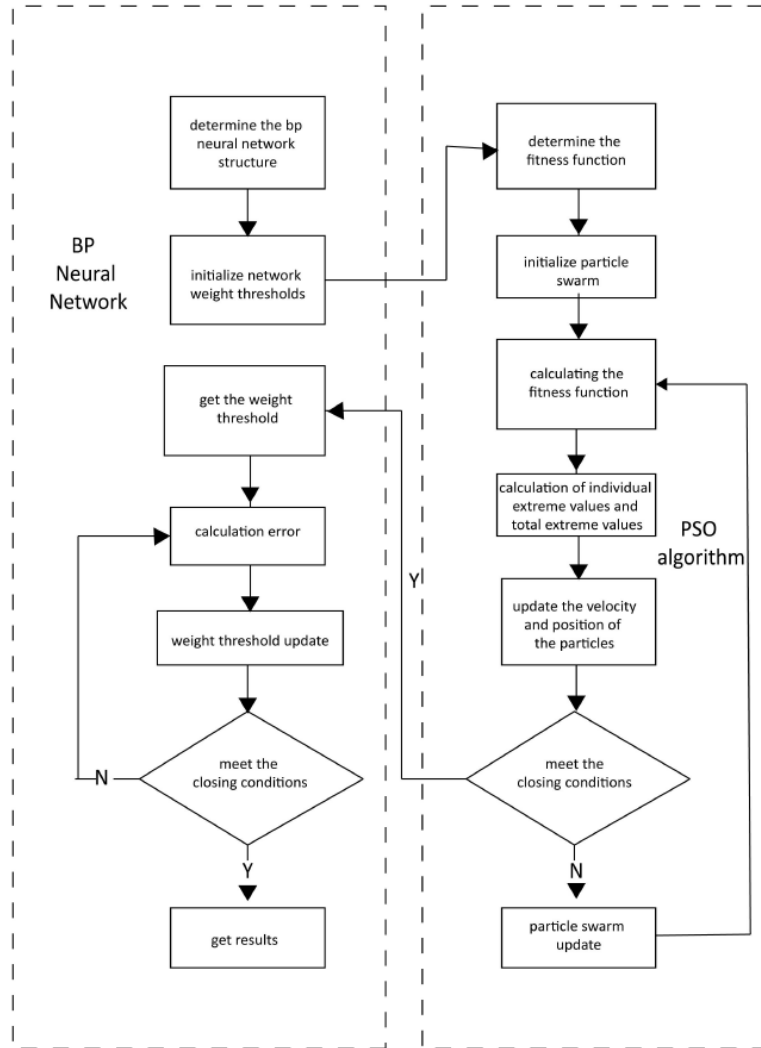 determine the bp
neural network
structure
BP
Neural
Network
initialize network
weight thresholds
get the weight
threshold
calculation error
weight threshold update
N
meet the
closing conditions
Y
get results
determine the
fitness function
initialize particle
swarm
calculating the
fitness function
calculation of individual
extreme values and
total extreme values
PSO
algorithm
Y
update the velocity
and position of
the particles
meet the
closing conditions
N
particle swarm
update